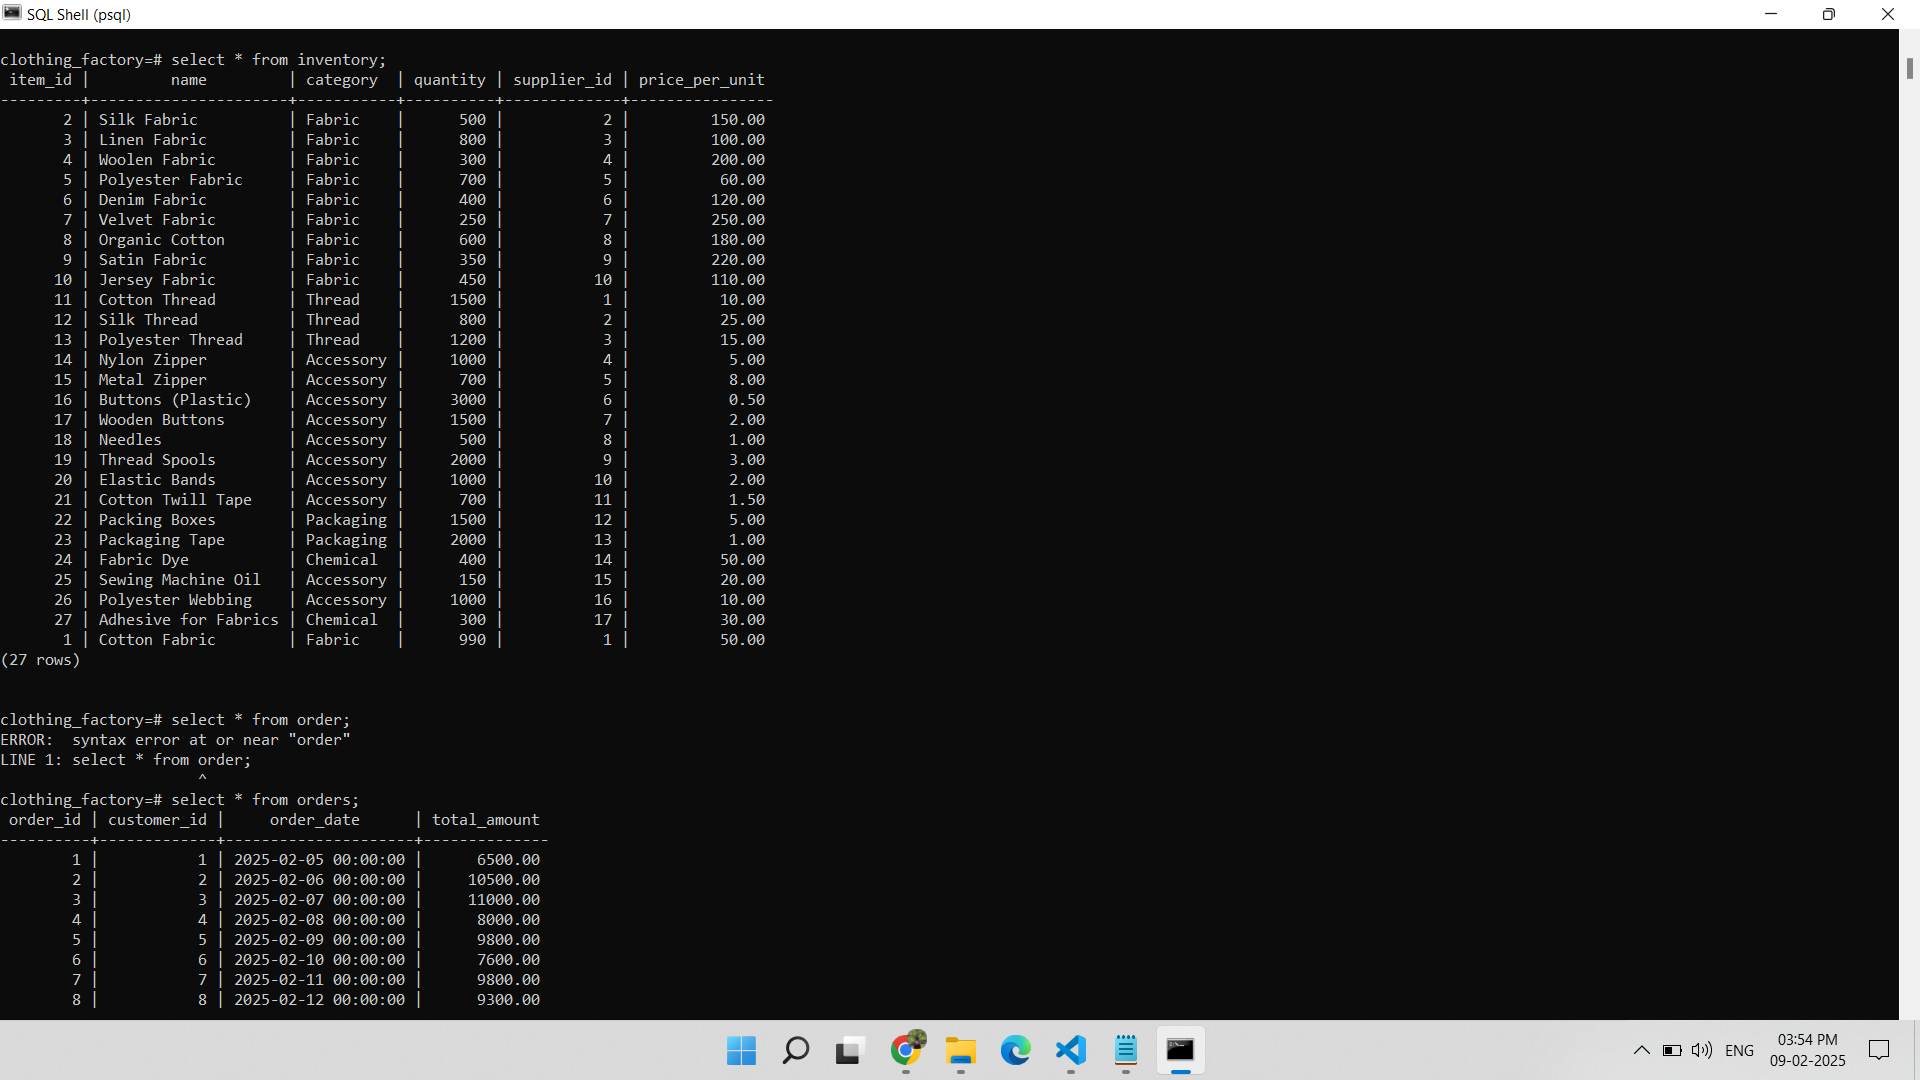 SQL Shell (psql)
clothing_factory=# select * from inventory;
 item_id |         name         | category  | quantity | supplier_id | price_per_unit
---------+----------------------+-----------+----------+-------------+----------------
       2 | Silk Fabric          | Fabric    |      500 |           2 |         150.00
       3 | Linen Fabric         | Fabric    |      800 |           3 |         100.00
       4 | Woolen Fabric        | Fabric    |      300 |           4 |         200.00
       5 | Polyester Fabric     | Fabric    |      700 |           5 |          60.00
       6 | Denim Fabric         | Fabric    |      400 |           6 |         120.00
       7 | Velvet Fabric        | Fabric    |      250 |           7 |         250.00
       8 | Organic Cotton       | Fabric    |      600 |           8 |         180.00
       9 | Satin Fabric         | Fabric    |      350 |           9 |         220.00
      10 | Jersey Fabric        | Fabric    |      450 |          10 |         110.00
      11 | Cotton Thread        | Thread    |     1500 |           1 |          10.00
      12 | Silk Thread          | Thread    |      800 |           2 |          25.00
      13 | Polyester Thread     | Thread    |     1200 |           3 |          15.00
      14 | Nylon Zipper         | Accessory |     1000 |           4 |           5.00
      15 | Metal Zipper         | Accessory |      700 |           5 |           8.00
      16 | Buttons (Plastic)    | Accessory |     3000 |           6 |           0.50
      17 | Wooden Buttons       | Accessory |     1500 |           7 |           2.00
      18 | Needles              | Accessory |      500 |           8 |           1.00
      19 | Thread Spools        | Accessory |     2000 |           9 |           3.00
      20 | Elastic Bands        | Accessory |     1000 |          10 |           2.00
      21 | Cotton Twill Tape    | Accessory |      700 |          11 |           1.50
      22 | Packing Boxes        | Packaging |     1500 |          12 |           5.00
      23 | Packaging Tape       | Packaging |     2000 |          13 |           1.00
      24 | Fabric Dye           | Chemical  |      400 |          14 |          50.00
      25 | Sewing Machine Oil   | Accessory |      150 |          15 |          20.00
      26 | Polyester Webbing    | Accessory |     1000 |          16 |          10.00
      27 | Adhesive for Fabrics | Chemical  |      300 |          17 |          30.00
       1 | Cotton Fabric        | Fabric    |      990 |           1 |          50.00
(27 rows)
clothing_factory=# select * from order;
ERROR:  syntax error at or near "order"
LINE 1: select * from order;
                      ^
clothing_factory=# select * from orders;
 order_id | customer_id |     order_date      | total_amount
----------+-------------+---------------------+--------------
        1 |           1 | 2025-02-05 00:00:00 |      6500.00
        2 |           2 | 2025-02-06 00:00:00 |     10500.00
        3 |           3 | 2025-02-07 00:00:00 |     11000.00
        4 |           4 | 2025-02-08 00:00:00 |      8000.00
        5 |           5 | 2025-02-09 00:00:00 |      9800.00
        6 |           6 | 2025-02-10 00:00:00 |      7600.00
        7 |           7 | 2025-02-11 00:00:00 |      9800.00
        8 |           8 | 2025-02-12 00:00:00 |      9300.00
ENG
03:54 PM
09-02-2025